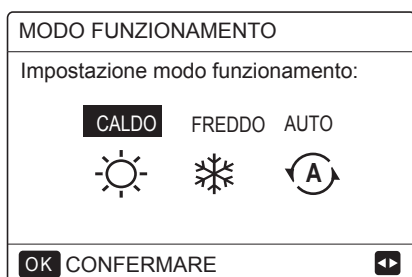 MODO FUNZIONAMENTO
Impostazione modo funzionamento:
CALDO FREDDO AUTO
A
OK CONFERMARE